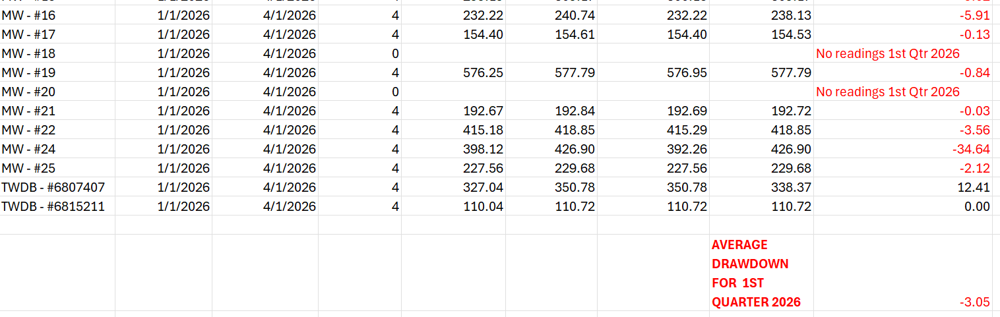 MW - #16 1/1/2026 4/1/2026 4 232.22 240.74 232.22 238.13 -5.91
MW - #17 1/1/2026 4/1/2026 4 154.40 154.61 154.40 154.53 -0.13
MW - #18 1/1/2026 4/1/2026 0 No readings 1st Qtr 2026
MW - #19 1/1/2026 4/1/2026 4 576.25 577.79 576.95 577.79 -0.84
MW - #20 1/1/2026 4/1/2026 0 No readings 1st Qtr 2026
MW - #21 1/1/2026 4/1/2026 4 192.67 192.84 192.69 192.72 -0.03
MW - #22 1/1/2026 4/1/2026 4 415.18 418.85 415.29 418.85 -3.56
MW - #24 1/1/2026 4/1/2026 4 398.12 426.90 392.26 426.90 -34.64
MW - #25 1/1/2026 4/1/2026 4 227.56 229.68 227.56 229.68 -2.12
TWDB - #6807407 1/1/2026 4/1/2026 4 327.04 350.78 350.78 338.37 12.41
TWDB - #6815211 1/1/2026 4/1/2026 4 110.04 110.72 110.72 110.72 0.00
AVERAGE
DRAWDOWN
FOR 1ST
QUARTER 2026 -3.05